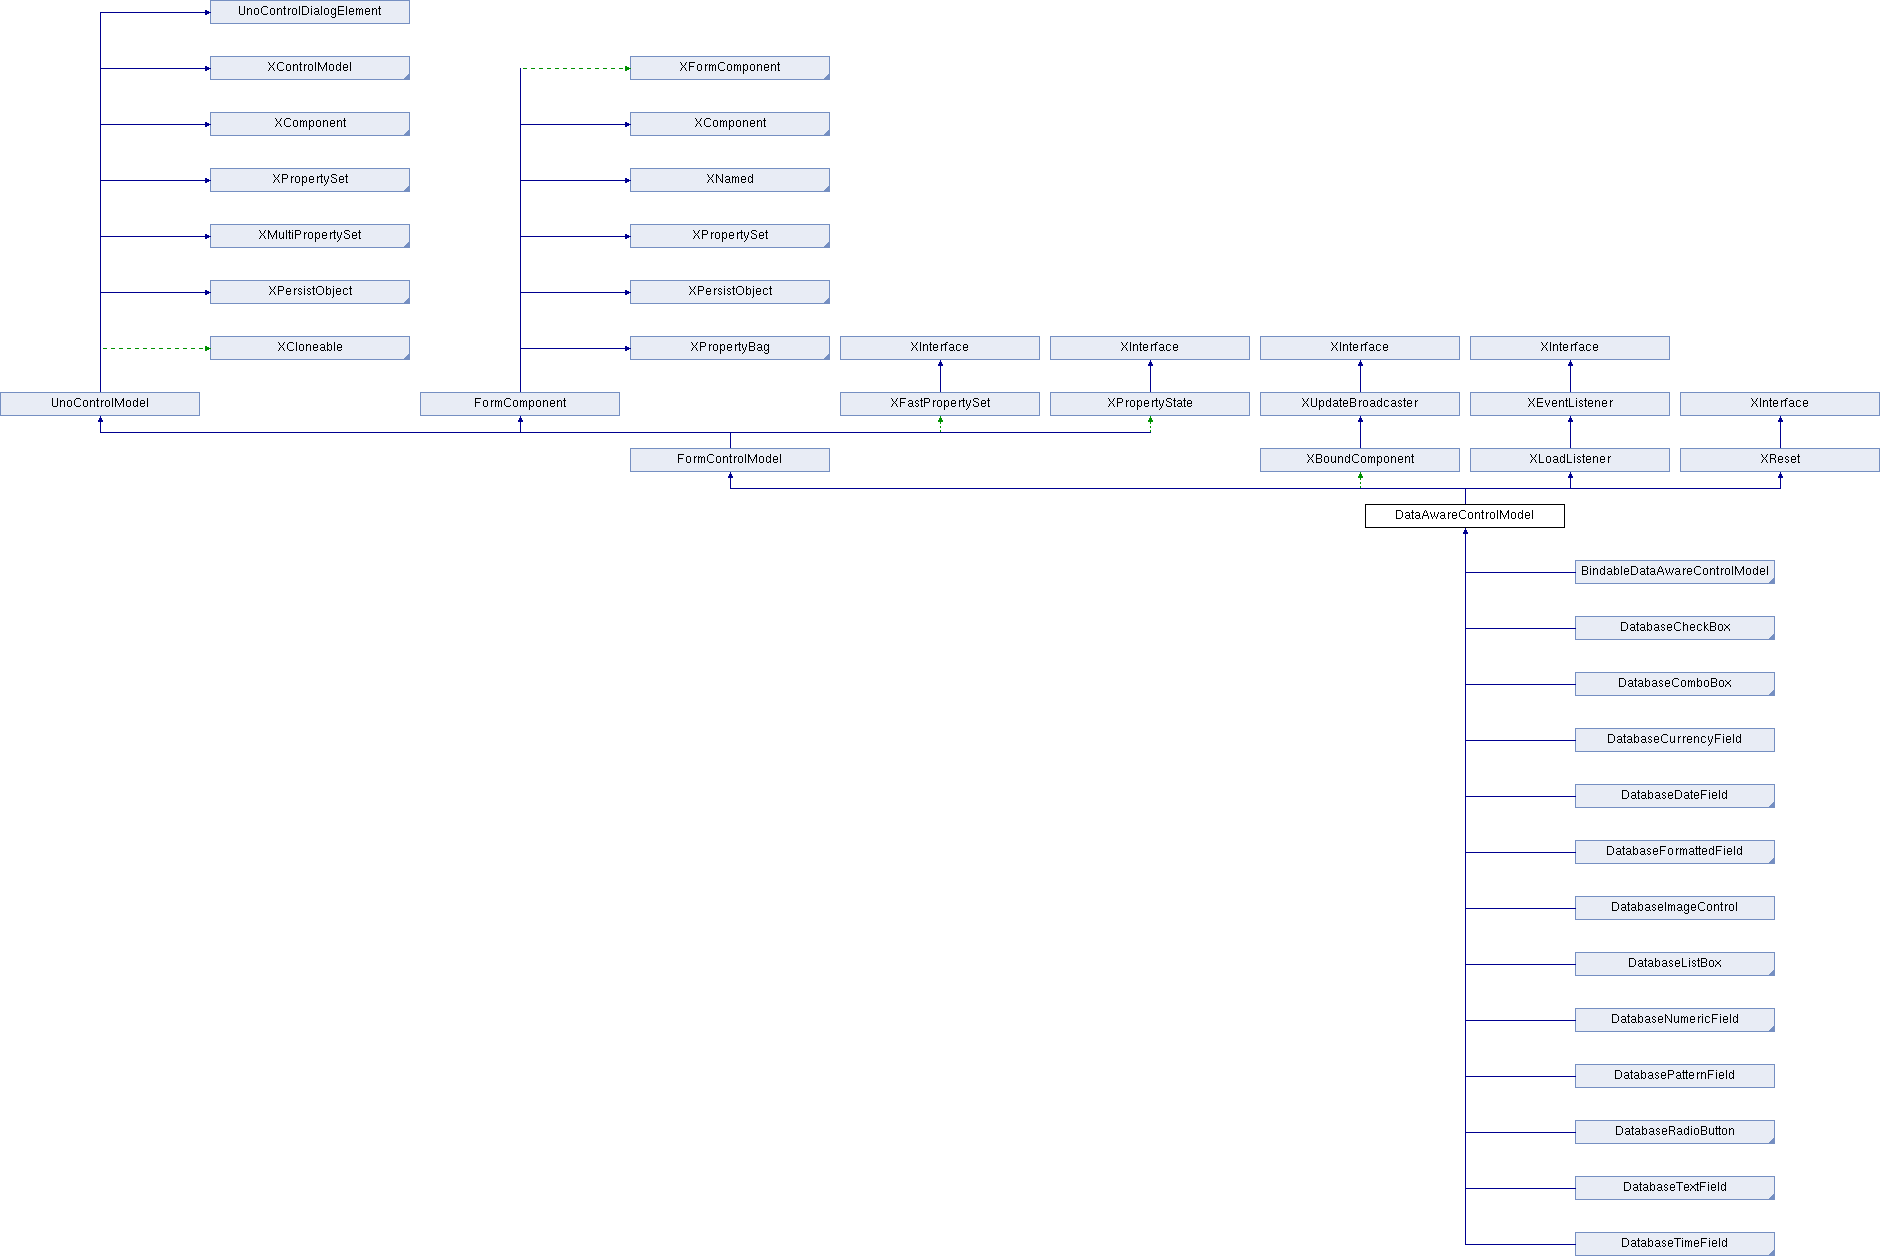 UnoControlDialogElement
XControlModel
XFormComponent
XComponent
XComponent
XPropertySet
XNamed
XMultiPropertySet
XPropertySet
XPersistObject
XPersistObject
XCloneable
XPropertyBag
XInterface
XInterface
XInterface
XInterface
UnoControlModel
FormComponent
XFastPropertySet
XPropertyState
XUpdateBroadcaster
XEventListener
XInterface
FormControlModel
XBoundComponent
XLoadListener
XReset
DataAwareControlModel
BindableDataAwareControlModel
DatabaseCheckBox
DatabaseComboBox
DatabaseCurrencyField
DatabaseDateField
DatabaseFormattedField
DatabaseImageControl
DatabaseListBox
DatabaseNumericField
DatabasePatternField
DatabaseRadioButton
DatabaseTextField
DatabaseTimeField